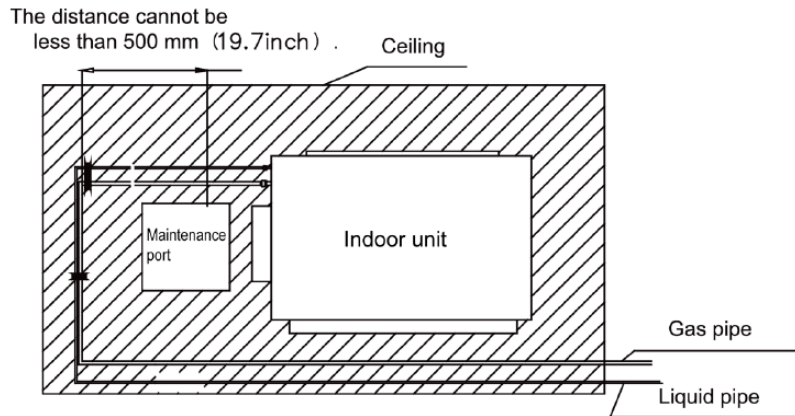 The distance cannot be
less than 500 mm (19.7inch) .
Ceiling
Maintenance
port
Indoor unit
Gas pipe
Liquid pipe